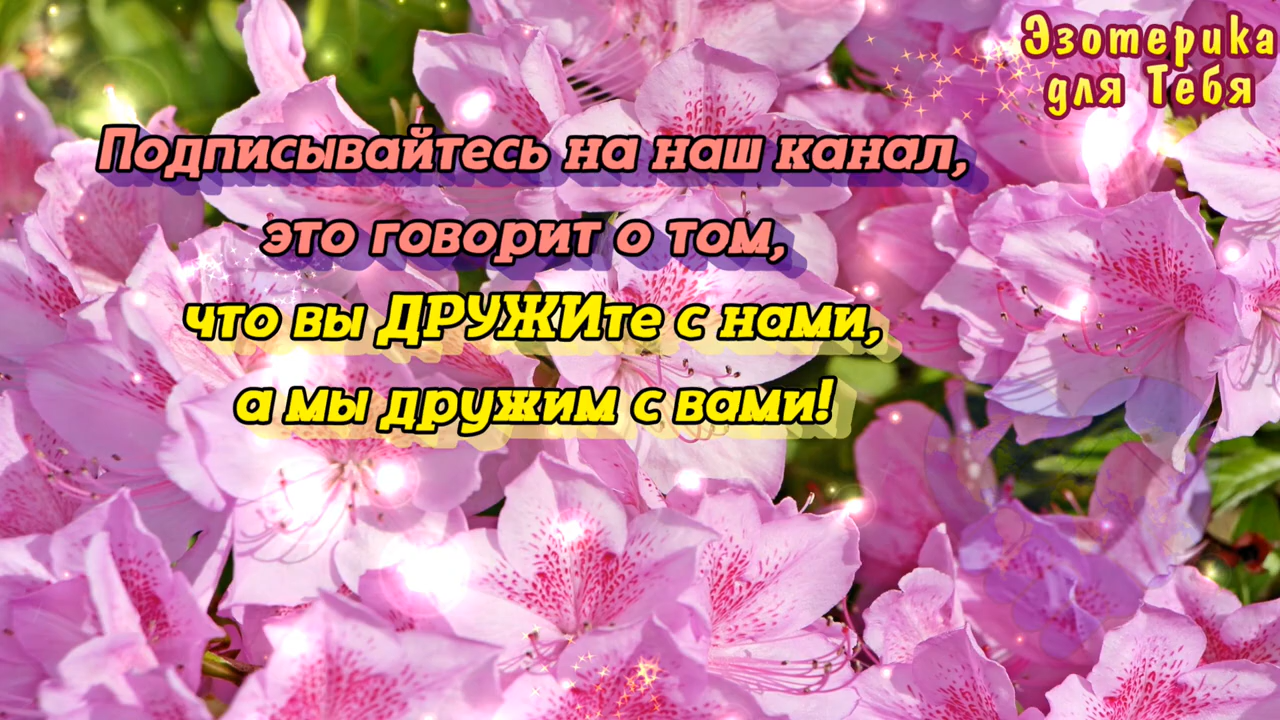 Эзотерика
для Тебя
Подписывайтесь на наш канал,
это говорит о том,
что вы ДРУЖИте с нами,
а мы дружим с вами!